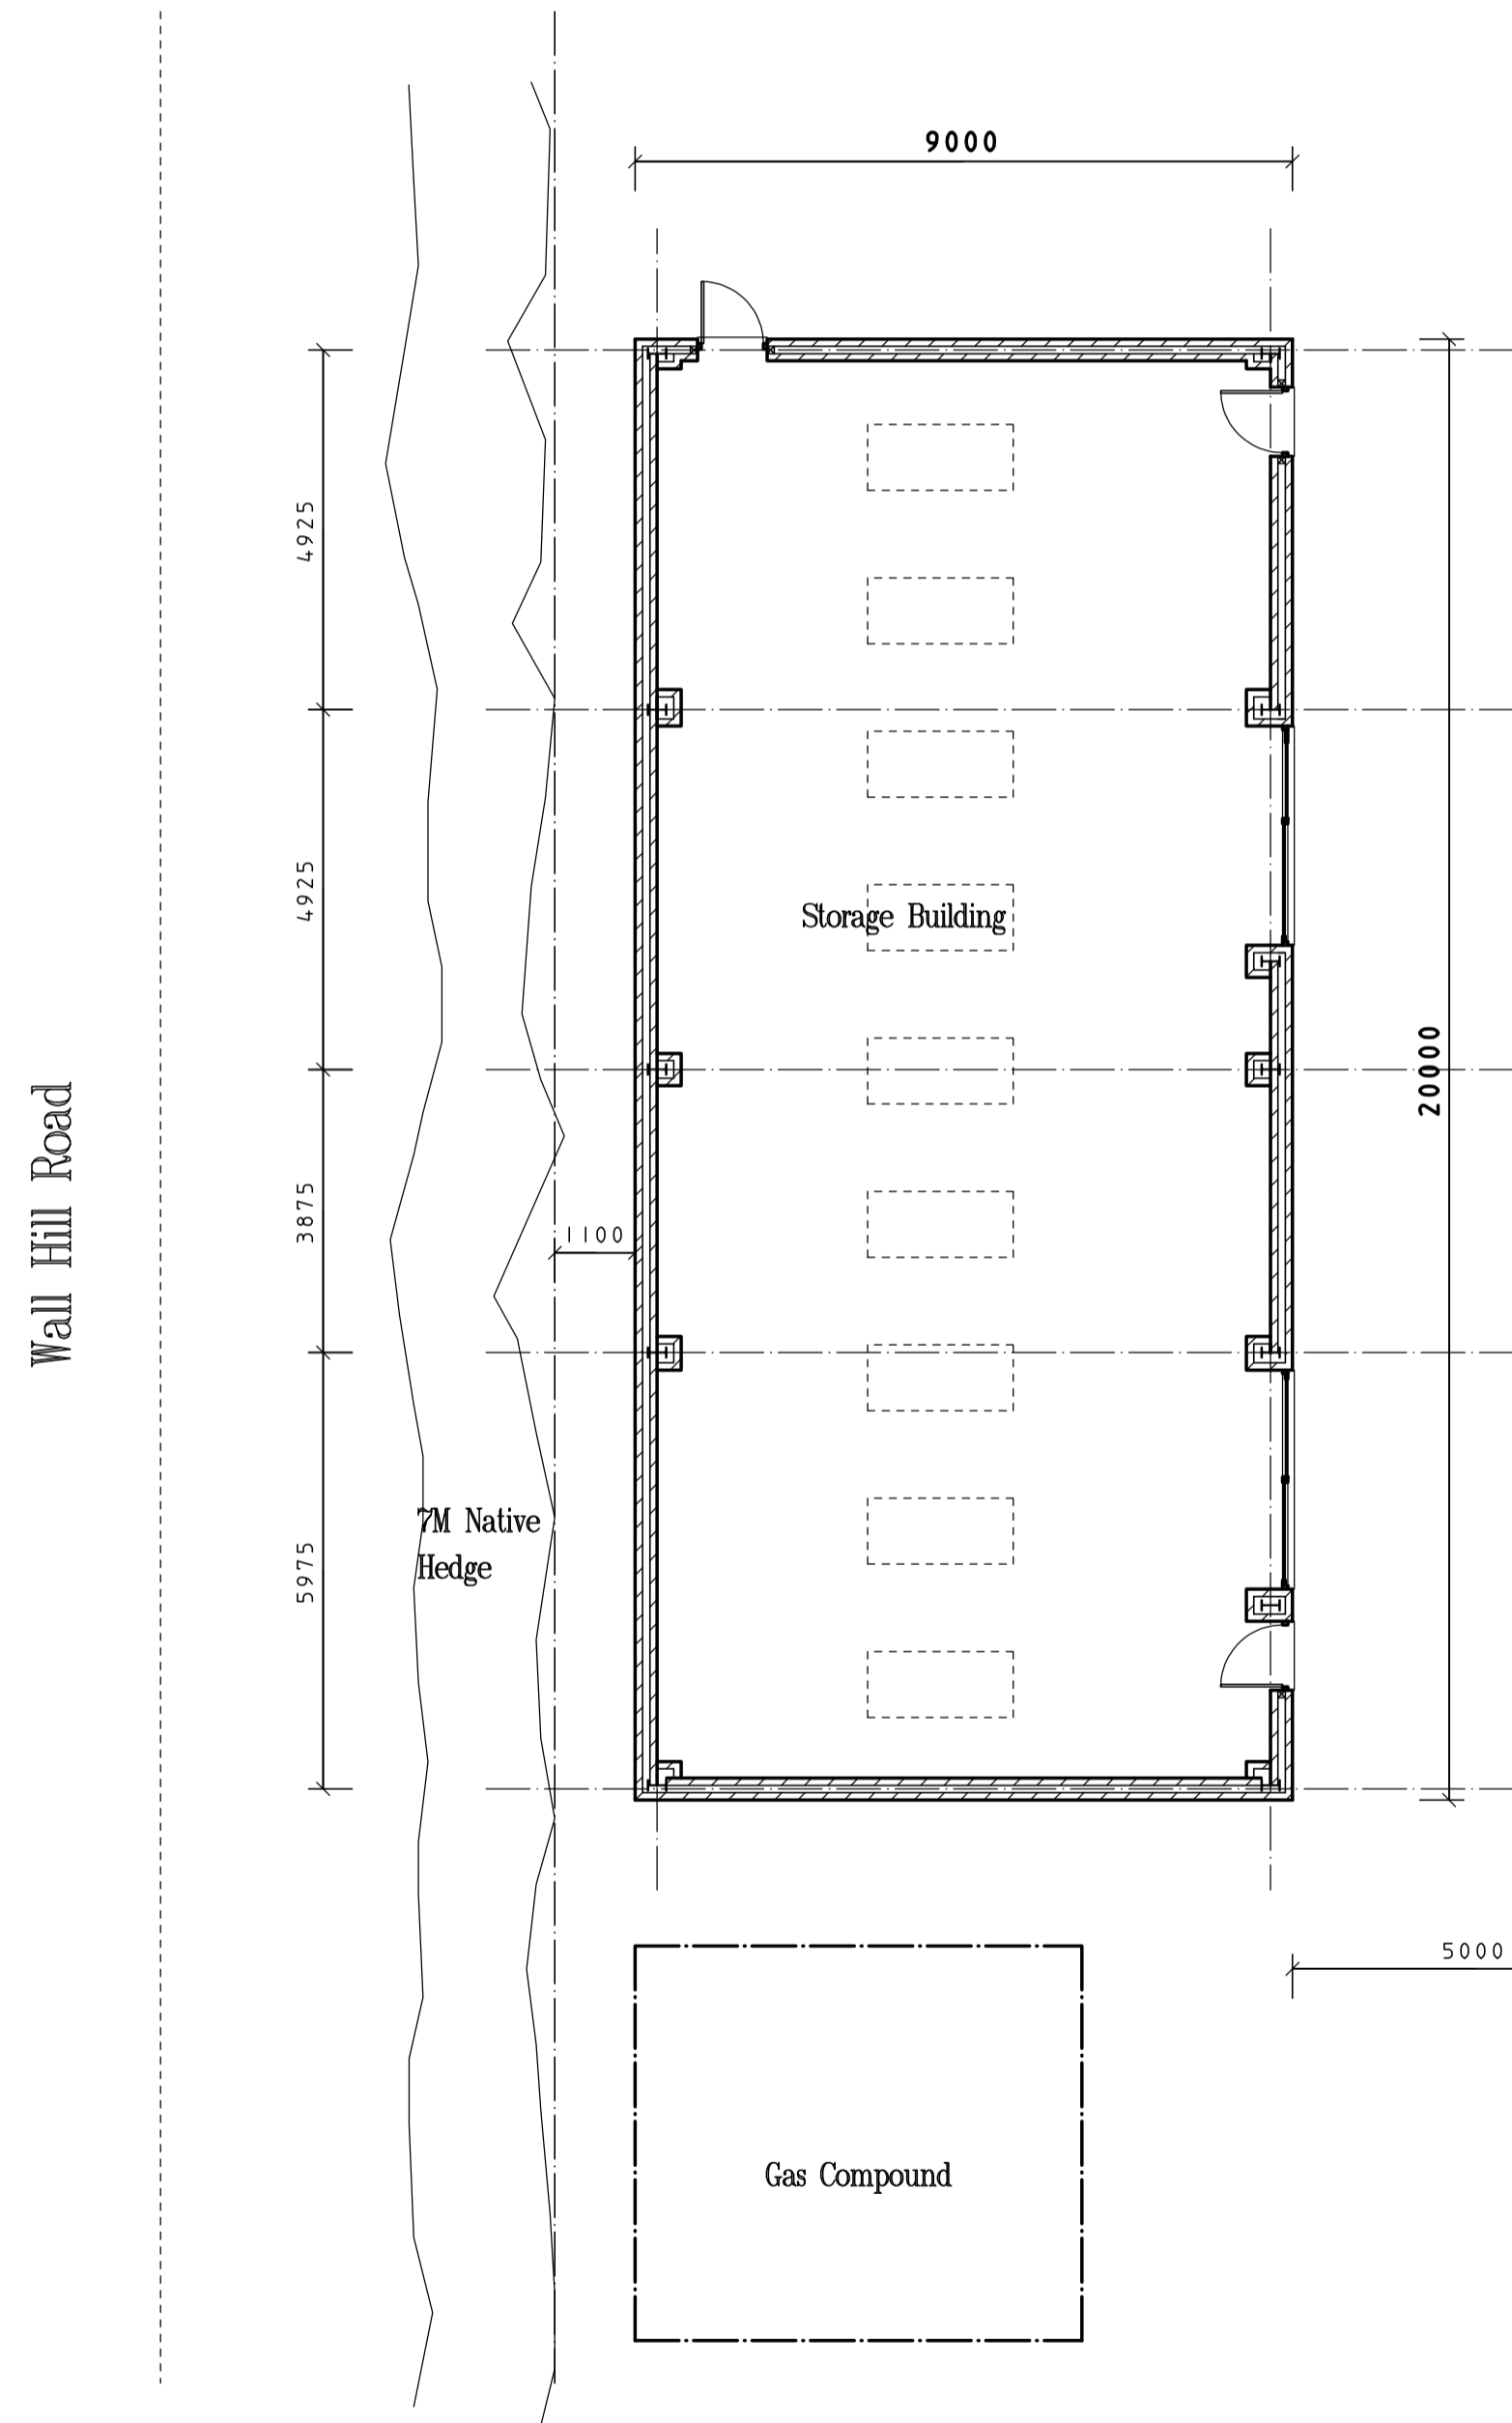 9000
4925
4925
Storage Building
20000
Wall Hill Road
3875
1100
7M Native
Hedge
5975
5000
Gas Compound